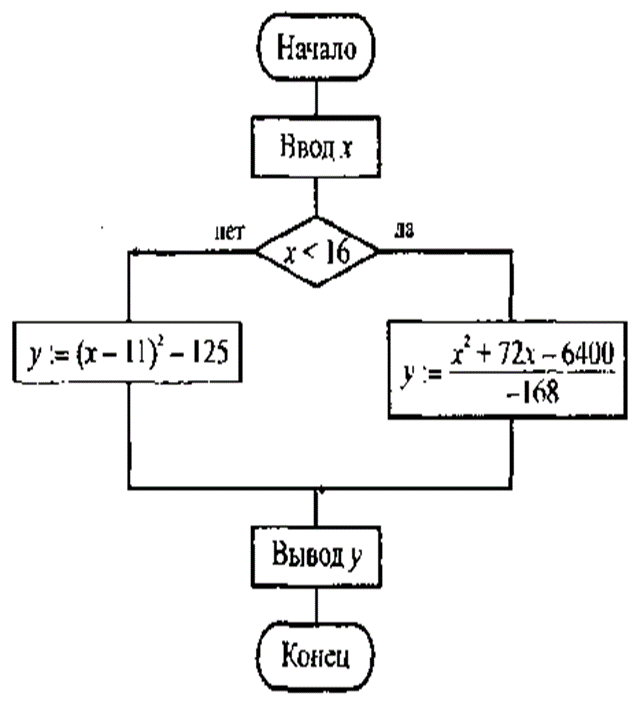 Начало
Ввод x
нет
да
x < 16
y := (x – 11)² – 125
y := x² + 72x – 6400 / –168
Вывод y
Конец